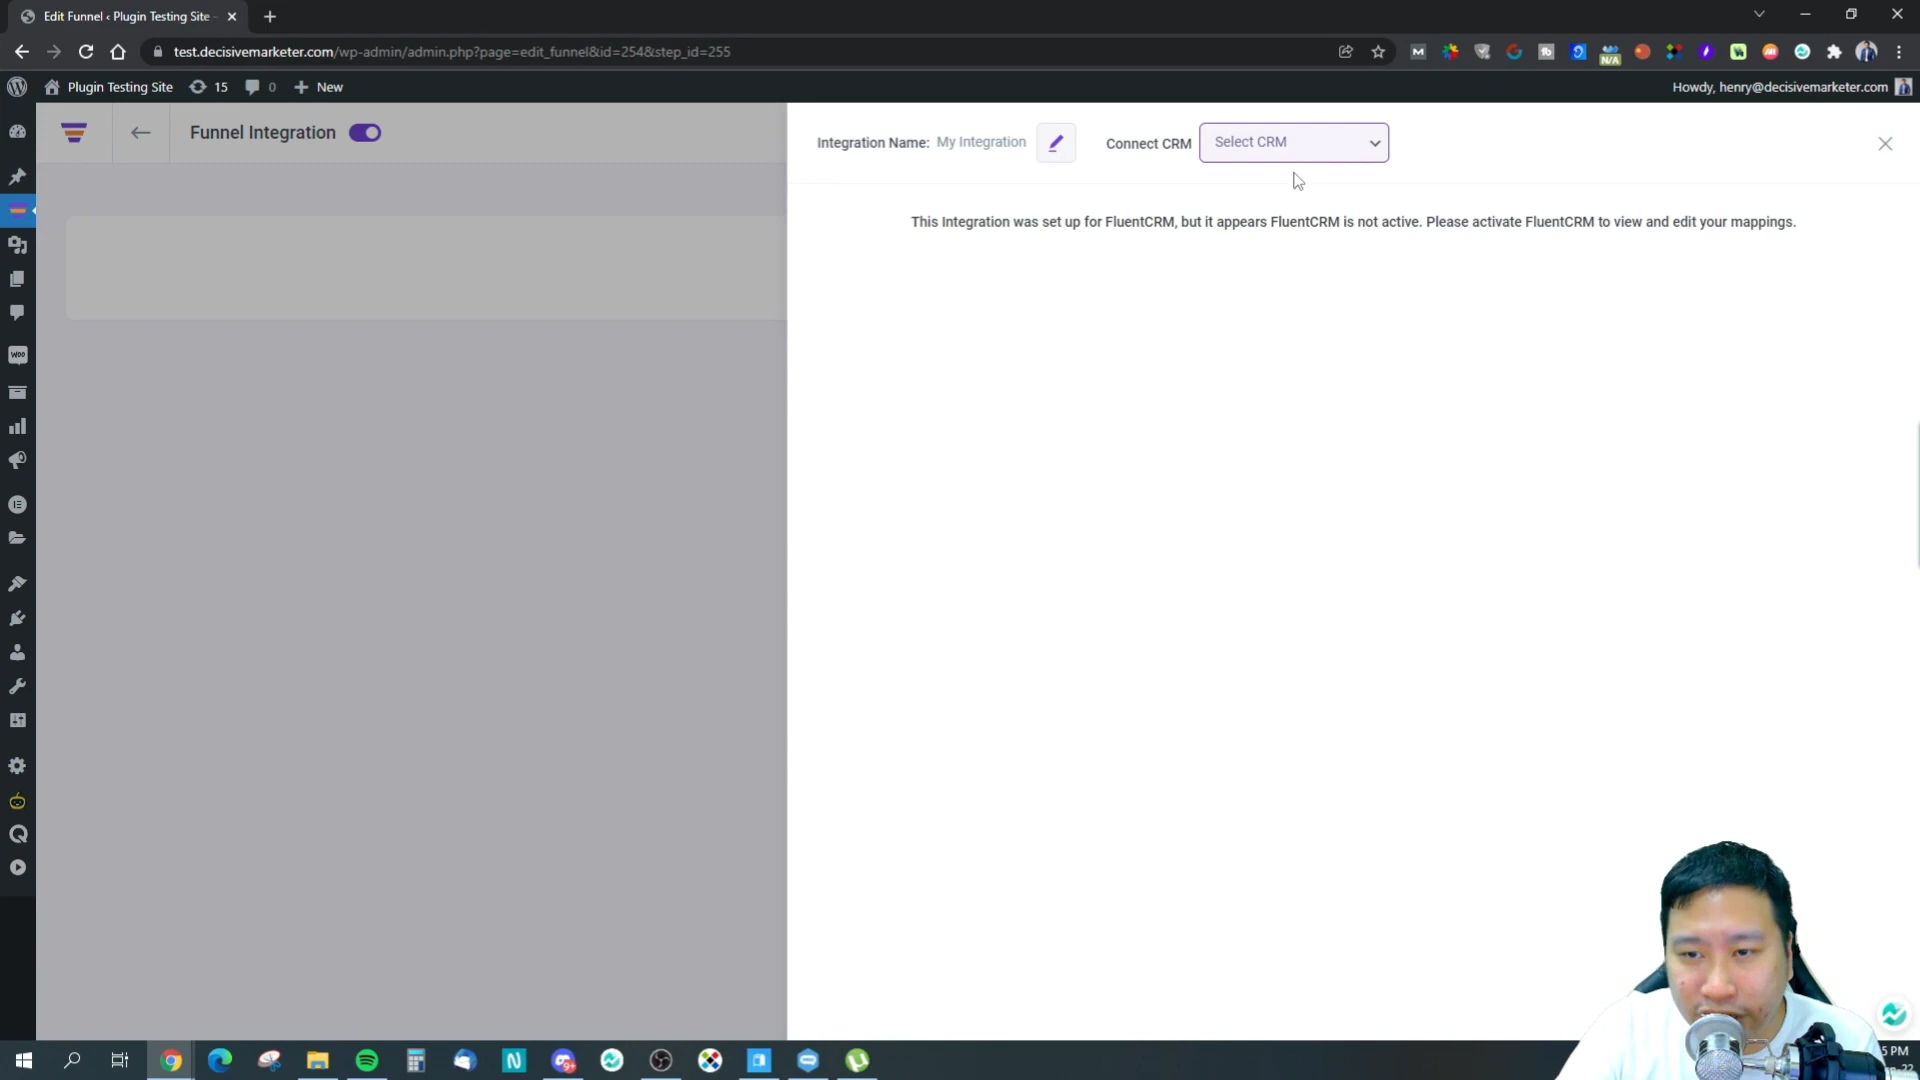 Edit Funnel ‹ Plugin Testing Site -
test.decisivemarketer.com/wp-admin/admin.php?page=edit_funnel&id=254&step_id=255
N/A
Plugin Testing Site 15 0 New
Howdy, henry@decisivemarketer.com
Funnel Integration
Integration Name: My Integration Connect CRM Select CRM
This Integration was set up for FluentCRM, but it appears FluentCRM is not active. Please activate FluentCRM to view and edit your mappings.
5 PM